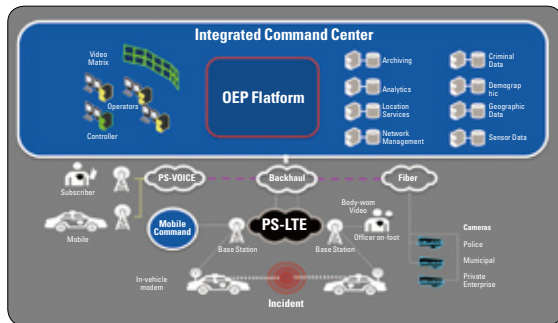 Integrated Command Center
Video
Matrix
Operators
Controller
OEP Flatform
Archiving
Analytics
Location
Services
Network
Management
Criminal
Data
Demograp
hic
Geographic
Data
Sensor Data
Subscriber
PS-VOICE
Backhaul
Fiber
Mobile
Mobile
Command
Base Station
PS-LTE
Body-worn
Video
Officer on-foot
Base Station
Cameras
Police
Municipal
Private
Enterprise
In-vehicle
modem
Incident